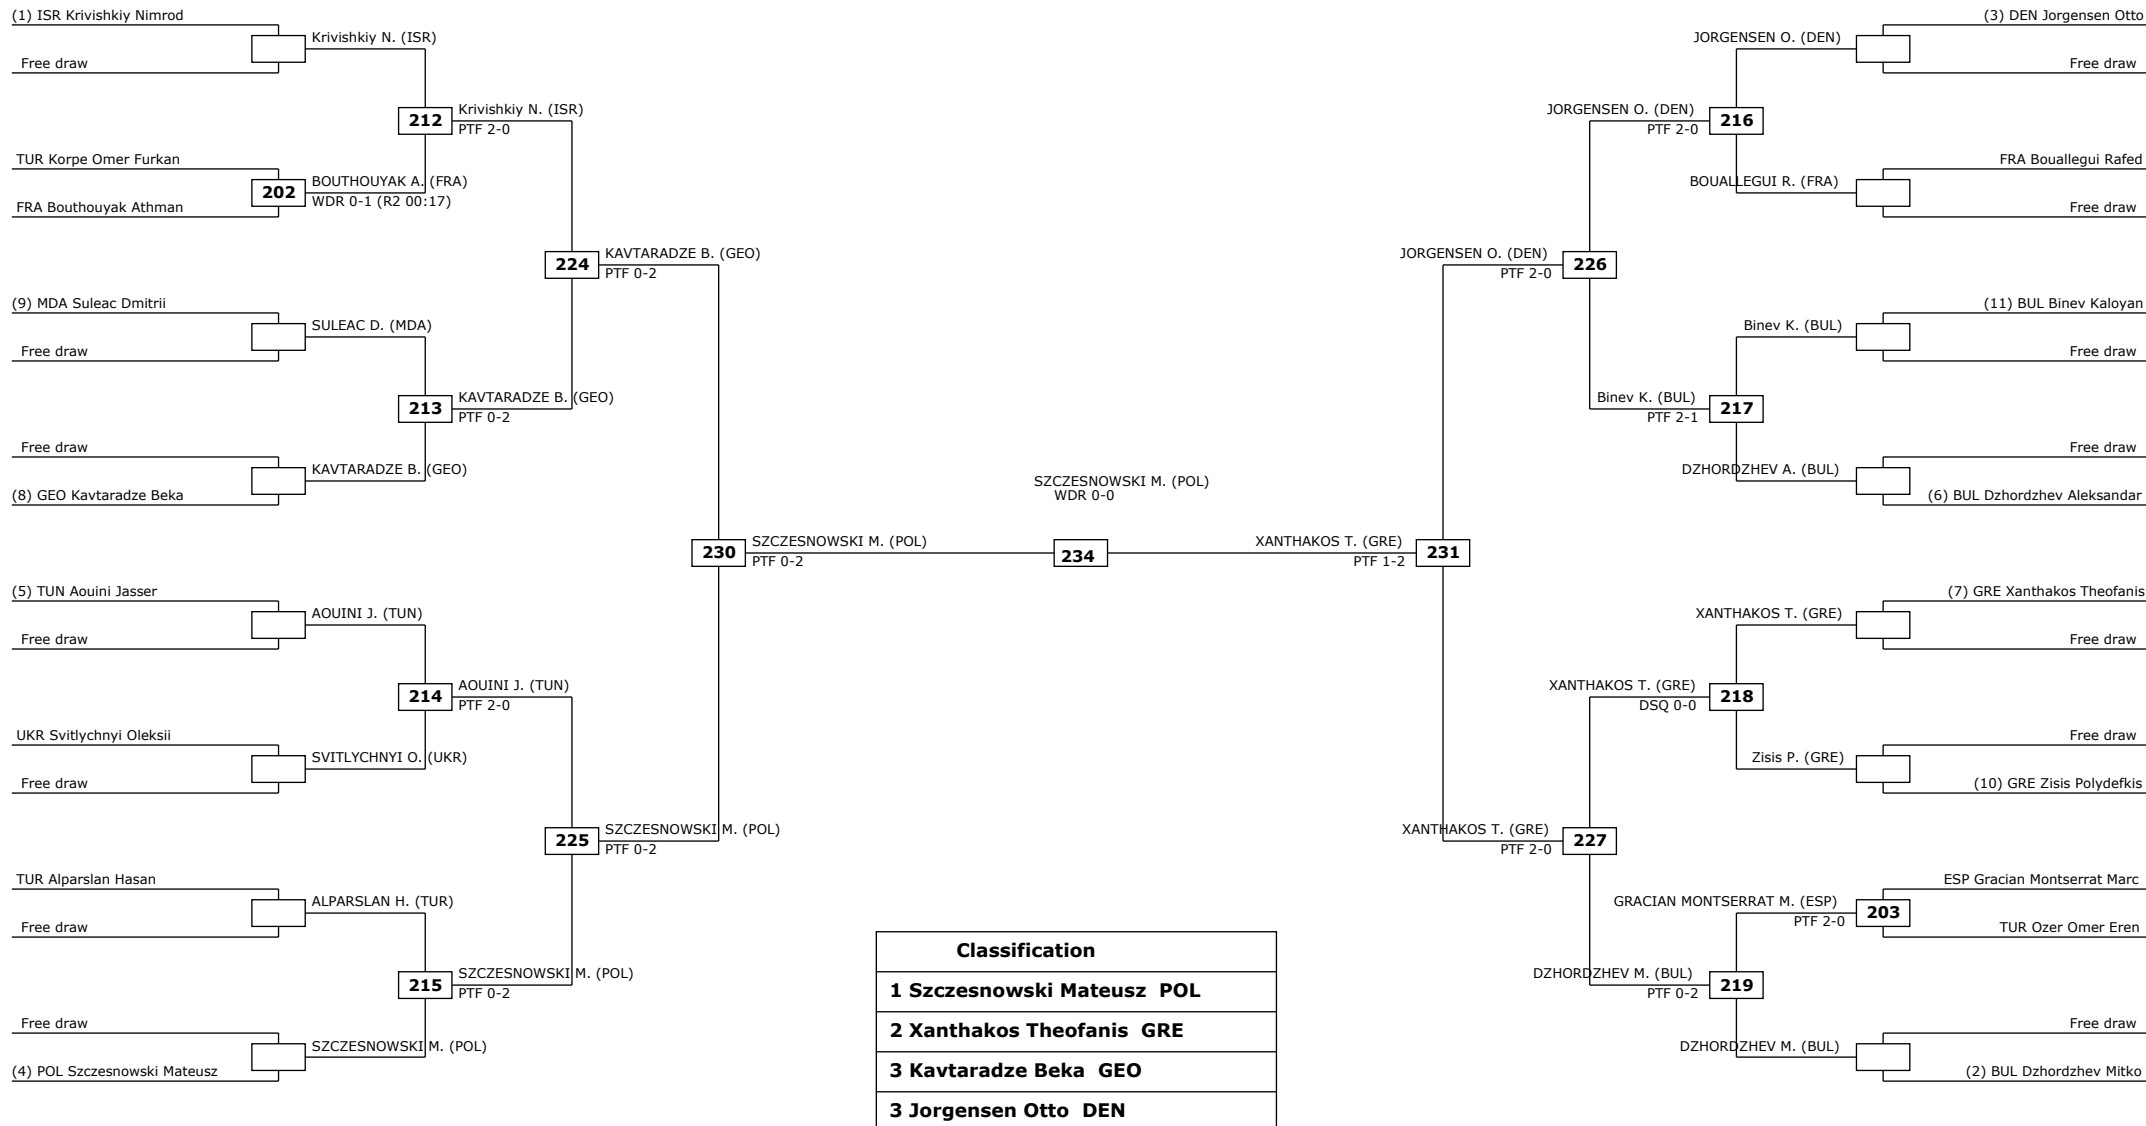 (1) ISR Krivishkiy Nimrod
Free draw
Krivishkiy N. (ISR)
212
Krivishkiy N. (ISR)
PTF 2-0
TUR Korpe Omer Furkan
FRA Bouthouyak Athman
202
BOUTHOUYAK A. (FRA)
WDR 0-1 (R2 00:17)
224
KAVTARADZE B. (GEO)
PTF 0-2
(9) MDA Suleac Dmitrii
Free draw
SULEAC D. (MDA)
213
KAVTARADZE B. (GEO)
PTF 0-2
Free draw
(8) GEO Kavtaradze Beka
KAVTARADZE B. (GEO)
230
SZCZESNOWSKI M. (POL)
PTF 0-2
(5) TUN Aouini Jasser
Free draw
AOUINI J. (TUN)
214
AOUINI J. (TUN)
PTF 2-0
UKR Svitlychnyi Oleksii
Free draw
SVITLYCHNYI O. (UKR)
225
SZCZESNOWSKI M. (POL)
PTF 0-2
TUR Alparslan Hasan
Free draw
ALPARSLAN H. (TUR)
215
SZCZESNOWSKI M. (POL)
PTF 0-2
Free draw
(4) POL Szczesnowski Mateusz
SZCZESNOWSKI M. (POL)
SZCZESNOWSKI M. (POL)
WDR 0-0
234
(3) DEN Jorgensen Otto
Free draw
JORGENSEN O. (DEN)
JORGENSEN O. (DEN)
PTF 2-0
216
FRA Bouallegui Rafed
Free draw
BOUALLEGUI R. (FRA)
JORGENSEN O. (DEN)
PTF 2-0
226
(11) BUL Binev Kaloyan
Free draw
Binev K. (BUL)
Binev K. (BUL)
PTF 2-1
217
Free draw
(6) BUL Dzhordzhev Aleksandar
DZHORDZHEV A. (BUL)
XANTHAKOS T. (GRE)
PTF 1-2
231
(7) GRE Xanthakos Theofanis
Free draw
XANTHAKOS T. (GRE)
XANTHAKOS T. (GRE)
DSQ 0-0
218
Free draw
(10) GRE Zisis Polydefkis
Zisis P. (GRE)
XANTHAKOS T. (GRE)
PTF 2-0
227
ESP Gracian Montserrat Marc
TUR Ozer Omer Eren
GRACIAN MONTSERRAT M. (ESP)
PTF 2-0
203
DZHORDZHEV M. (BUL)
PTF 0-2
219
Free draw
(2) BUL Dzhordzhev Mitko
DZHORDZHEV M. (BUL)
Classification
1 Szczesnowski Mateusz POL
2 Xanthakos Theofanis GRE
3 Kavtaradze Beka GEO
3 Jorgensen Otto DEN